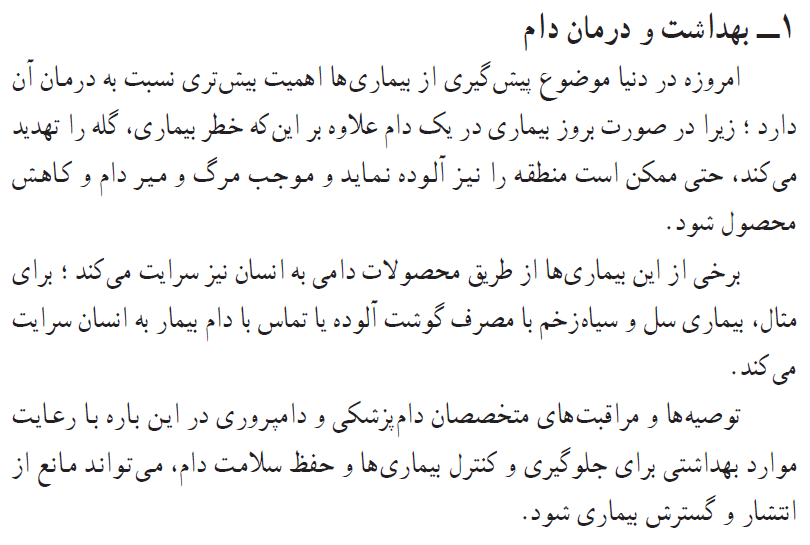 ۱ــ بهداشت و درمان دام
امروزه در دنیا موضوع پیش‌گیری از بیماری‌ها اهمیت بیش‌تری نسبت به درمان آن
دارد ؛ زیرا در صورت بروز بیماری در یک دام علاوه بر این‌که خطر بیماری، گله را تهدید
می‌کند، حتی ممکن است منطقه را نیز آلوده نماید و موجب مرگ و میر دام و کاهش
محصول شود.
برخی از این بیماری‌ها از طریق محصولات دامی به انسان نیز سرایت می‌کند ؛ برای
مثال، بیماری سل و سیاه‌زخم با مصرف گوشت آلوده یا تماس با دام بیمار به انسان سرایت
می‌کند.
توصیه‌ها و مراقبت‌های متخصصان دام‌پزشکی و دامپروری در این باره با رعایت
موارد بهداشتی برای جلوگیری و کنترل بیماری‌ها و حفظ سلامت دام، می‌تواند مانع از
انتشار و گسترش بیماری شود.